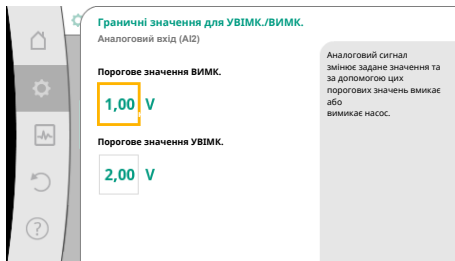 Граничні значення для УВІМК./ВИМК.
Аналоговий вхід (AI2)
Порогове значення ВИМК.
1,00 V
Порогове значення УВІМК.
2,00 V
Аналоговий сигнал
змінює задане значення та
за допомогою цих
порогових значень вмикає
або
вимикає насос.